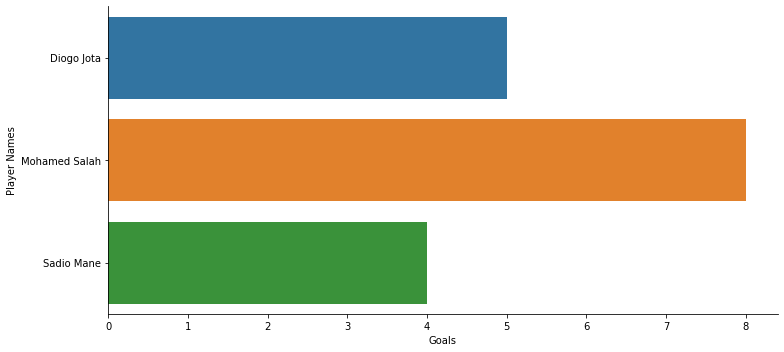 Player Names
Diogo Jota
Mohamed Salah
Sadio Mane
0 1 2 3 4 5 6 7 8
Goals